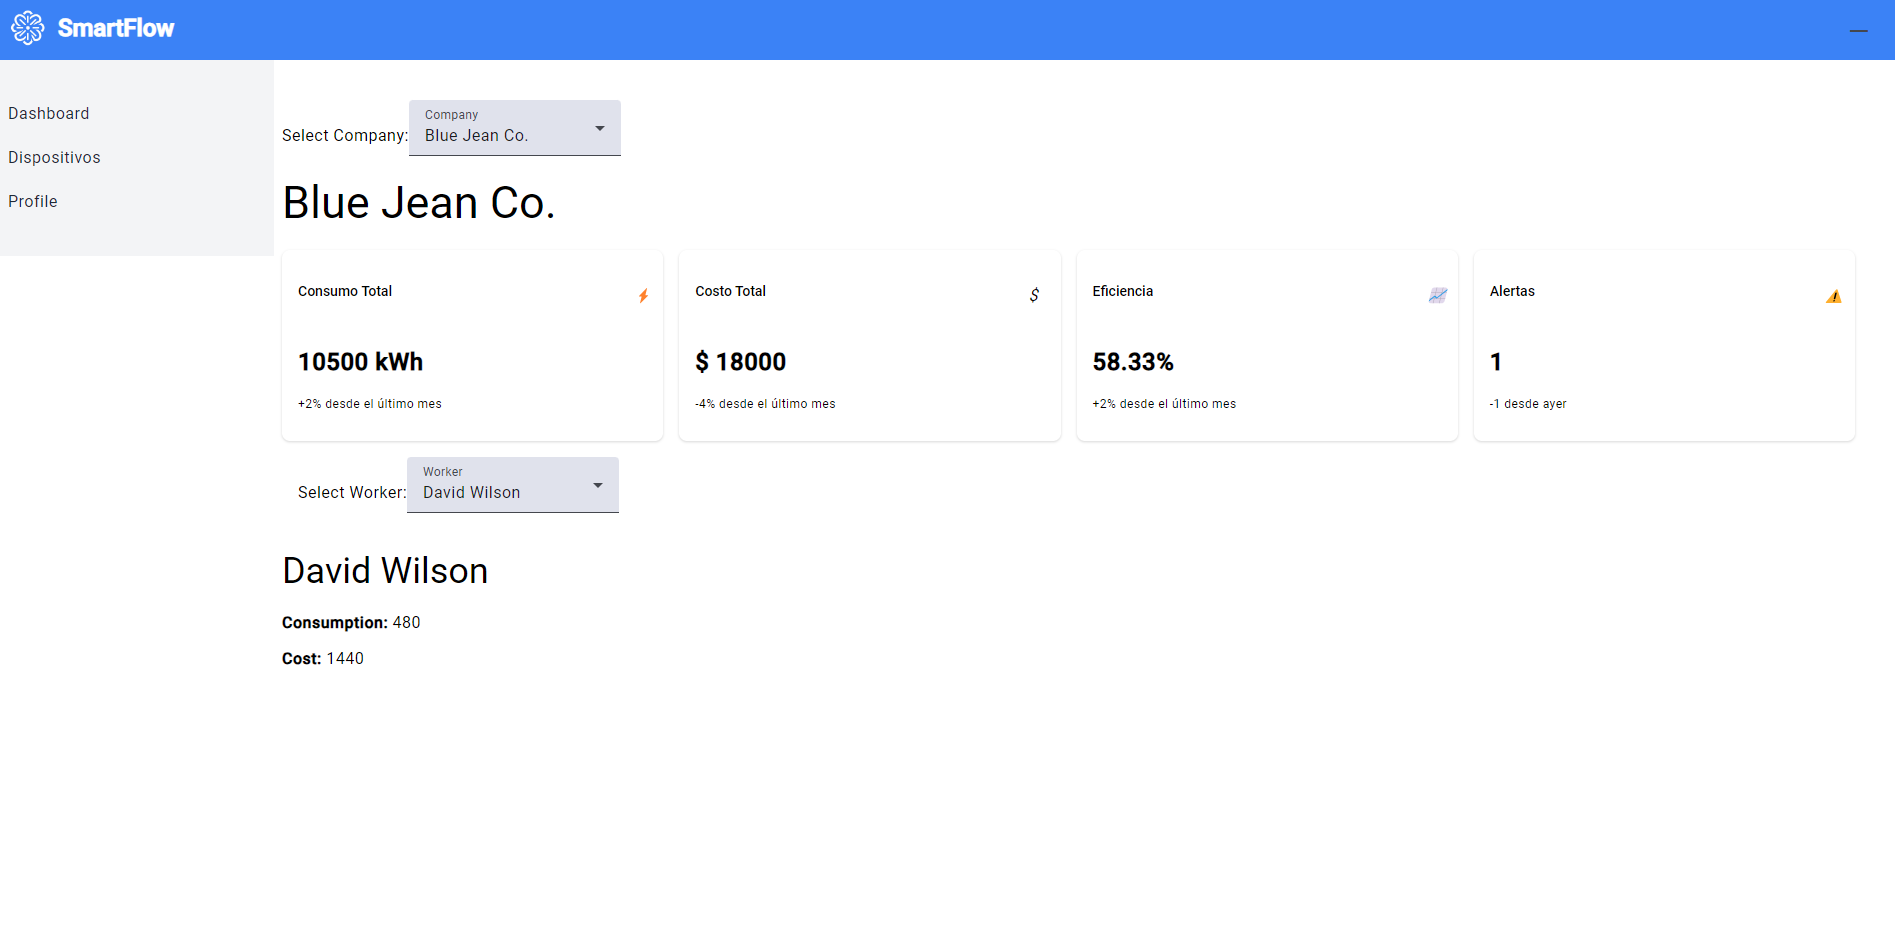 SmartFlow
Dashboard
Dispositivos
Profile
Select Company:
Company
Blue Jean Co.
Blue Jean Co.
Consumo Total
10500 kWh
+2% desde el último mes
Costo Total
$
$ 18000
-4% desde el último mes
Eficiencia
58.33%
+2% desde el último mes
Alertas
1
-1 desde ayer
Select Worker:
Worker
David Wilson
David Wilson
Consumption: 480
Cost: 1440